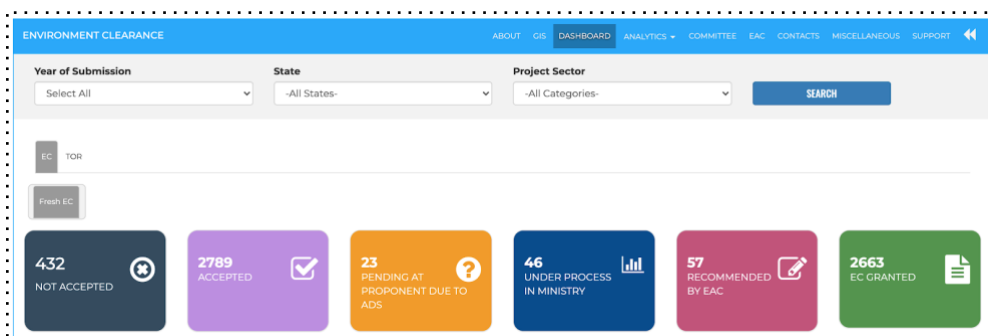 ENVIRONMENT CLEARANCE
ABOUT GIS DASHBOARD ANALYTICS COMMITTEE EAC CONTACTS MISCELLANEOUS SUPPORT
Year of Submission State Project Sector
Select All -All States- -All Categories- SEARCH
EC TOR
Fresh EC
432
NOT ACCEPTED
2789
ACCEPTED
23
PENDING AT
PROPONENT DUE TO
ADS
46
UNDER PROCESS
IN MINISTRY
57
RECOMMENDED
BY EAC
2663
EC GRANTED